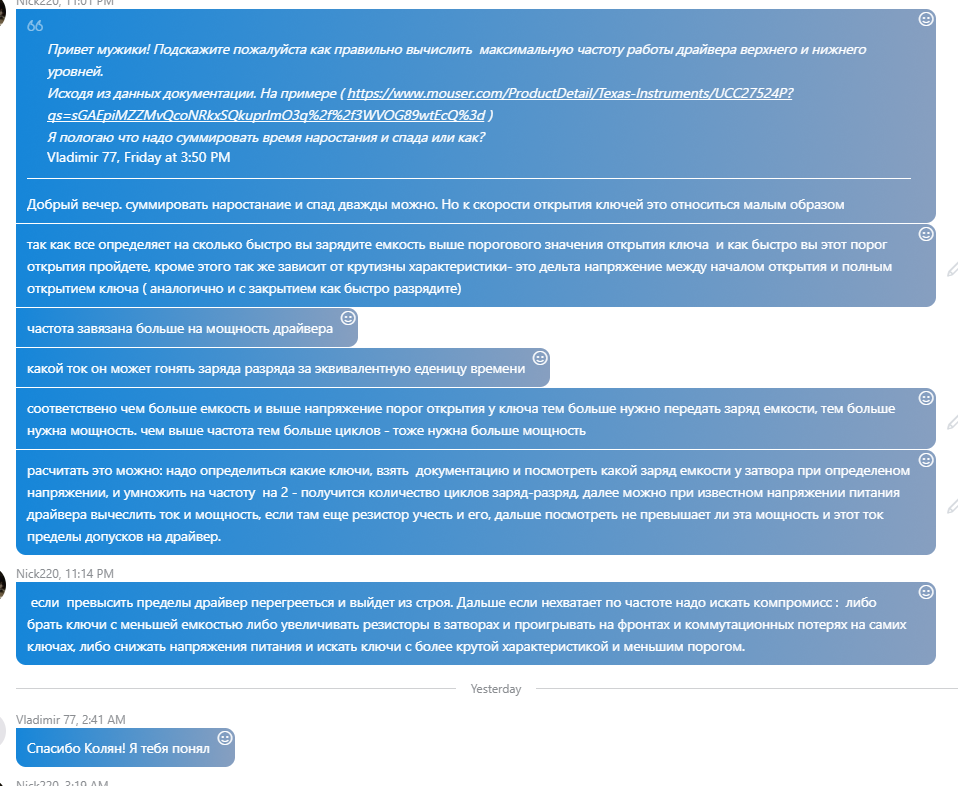 Nick220, 11:01 PM
Привет мужики! Подскажите пожалуйста как правильно вычислить максимальную частоту работы драйвера верхнего и нижнего
уровней.
Исходя из данных документации. На примере ( https://www.mouser.com/ProductDetail/Texas-Instruments/UCC27524P?
qs=sGAEpiMZZMvQcoNRkxSQkuprlmO3q%2f%2f3WVOG89wtEcQ%3d )
Я пологаю что надо суммировать время наростания и спада или как?
Vladimir 77, Friday at 3:50 PM
Добрый вечер. суммировать наростанаие и спад дважды можно. Но к скорости открытия ключей это относиться малым образом
так как все определяет на сколько быстро вы зарядите емкость выше порогового значения открытия ключа и как быстро вы этот порог
открытия пройдете, кроме этого так же зависит от крутизны характеристики- это дельта напряжение между началом открытия и полным
открытием ключа ( аналогично и с закрытием как быстро разрядите)
частота завязана больше на мощность драйвера
какой ток он может гонять заряда разряда за эквивалентную еденицу времени
соответствено чем больше емкость и выше напряжение порог открытия у ключа тем больше нужно передать заряд емкости, тем больше
нужна мощность. чем выше частота тем больше циклов - тоже нужна больше мощность
расчитать это можно: надо определиться какие ключи, взять документацию и посмотреть какой заряд емкости у затвора при определеном
напряжении, и умножить на частоту на 2 - получится количество циклов заряд-разряд, далее можно при известном напряжении питания
драйвера вычеслить ток и мощность, если там еще резистор учесть и его, дальше посмотреть не превышает ли эта мощность и этот ток
пределы допусков на драйвер.
Nick220, 11:14 PM
если превысить пределы драйвер перегрееться и выйдет из строя. Дальше если нехватает по частоте надо искать компромисс : либо
брать ключи с меньшей емкостью либо увеличивать резисторы в затворах и проигрывать на фронтах и коммутационных потерях на самих
ключах, либо снижать напряжения питания и искать ключи с более крутой характеристикой и меньшим порогом.
Yesterday
Vladimir 77, 2:41 AM
Спасибо Колян! Я тебя понял
Nick220, 3:19 AM